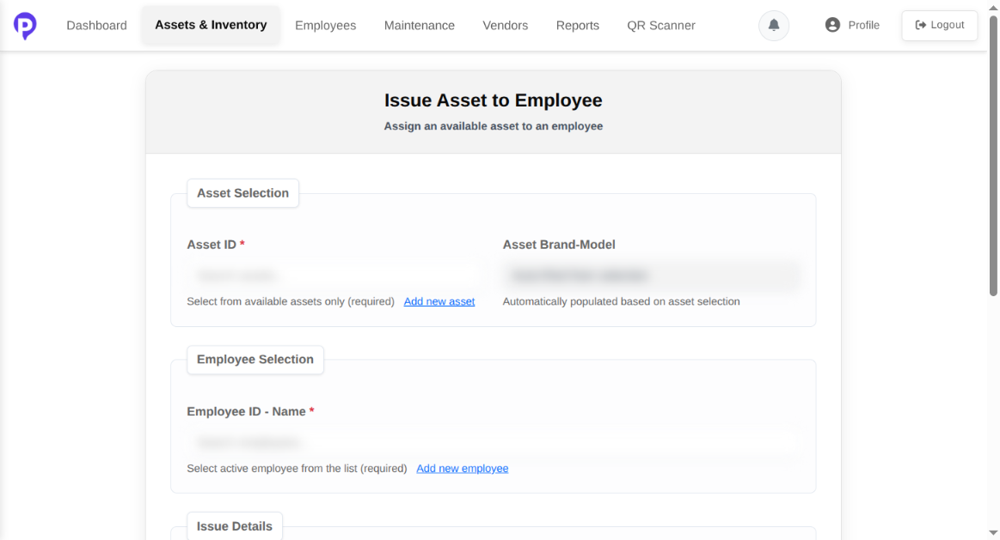 Dashboard Assets & Inventory Employees Maintenance Vendors Reports QR Scanner Profile Logout
Issue Asset to Employee
Assign an available asset to an employee
Asset Selection
Asset ID * Asset Brand-Model
Select from available assets only (required) Add new asset Automatically populated based on asset selection
Employee Selection
Employee ID - Name *
Select active employee from the list (required) Add new employee
Issue Details